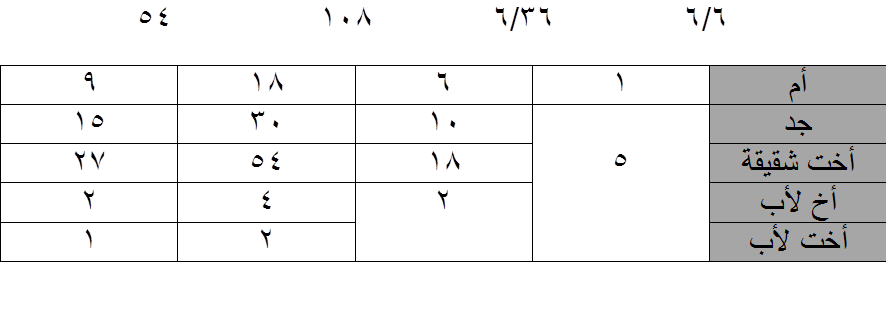 ٦/٦ ٦/٣٦ ١٠٨ ٥٤
أم ١ ٦ ١٨ ٩
جد ٥ ١٠ ٣٠ ١٥
أخت شقيقة ١٨ ٥٤ ٢٧
أخ لأب ٢ ٤ ٢
أخت لأب ٢ ١